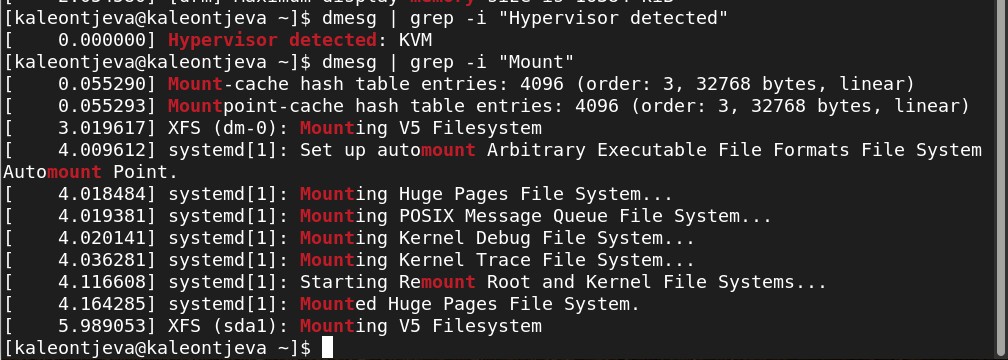 [kaleontjeva@kaleontjeva ~]$ dmesg | grep -i "Hypervisor detected"
[    0.000000] Hypervisor detected: KVM
[kaleontjeva@kaleontjeva ~]$ dmesg | grep -i "Mount"
[    0.055290] Mount-cache hash table entries: 4096 (order: 3, 32768 bytes, linear)
[    0.055293] Mountpoint-cache hash table entries: 4096 (order: 3, 32768 bytes, linear)
[    3.019617] XFS (dm-0): Mounting V5 Filesystem
[    4.009612] systemd[1]: Set up automount Arbitrary Executable File Formats File System
Automount Point.
[    4.018484] systemd[1]: Mounting Huge Pages File System...
[    4.019381] systemd[1]: Mounting POSIX Message Queue File System...
[    4.020141] systemd[1]: Mounting Kernel Debug File System...
[    4.036281] systemd[1]: Mounting Kernel Trace File System...
[    4.116608] systemd[1]: Starting Remount Root and Kernel File Systems...
[    4.164285] systemd[1]: Mounted Huge Pages File System.
[    5.989053] XFS (sda1): Mounting V5 Filesystem
[kaleontjeva@kaleontjeva ~]$